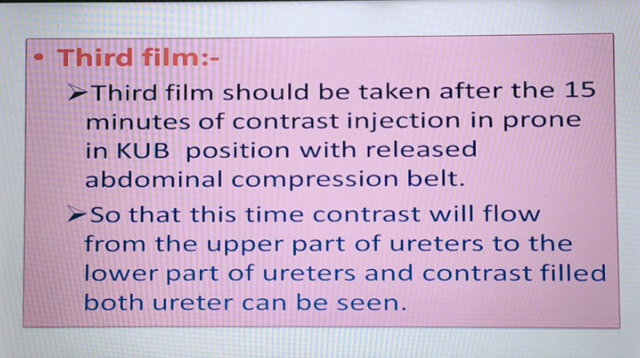 • Third film:-
➢Third film should be taken after the 15
minutes of contrast injection in prone
in KUB position with released
abdominal compression belt.
➢So that this time contrast will flow
from the upper part of ureters to the
lower part of ureters and contrast filled
both ureter can be seen.